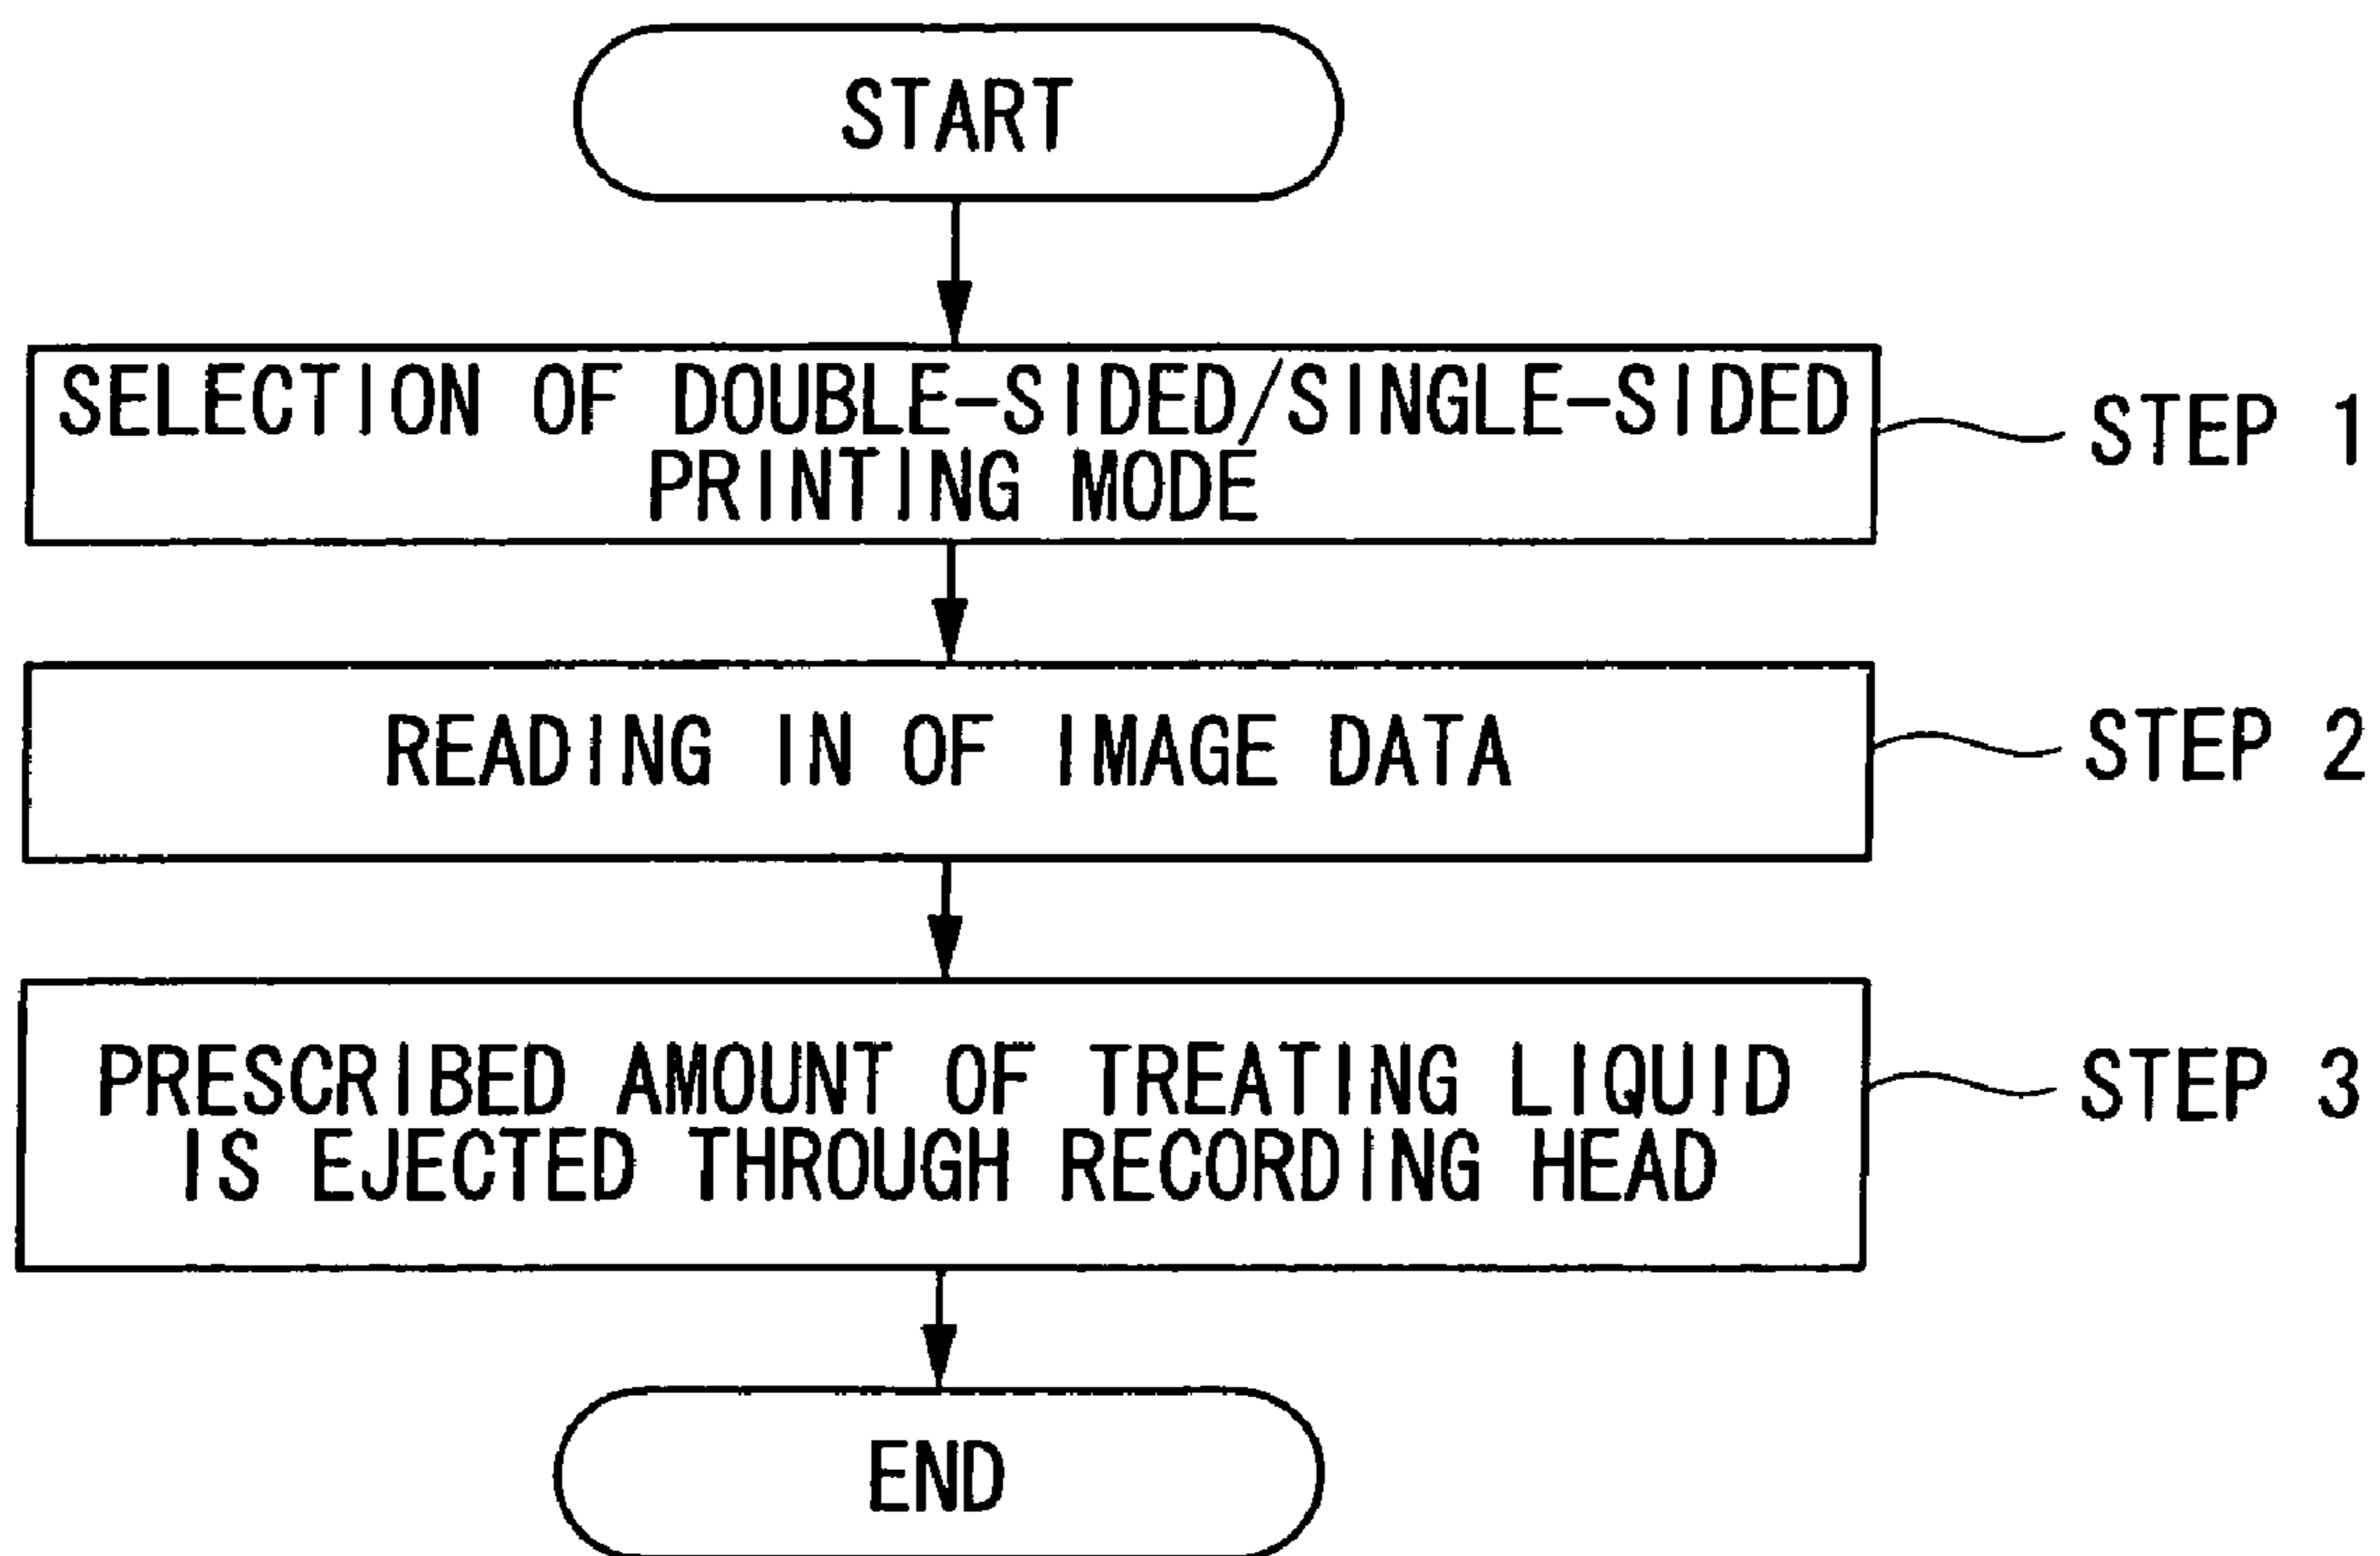 START
SELECTION OF DOUBLE-SIDED/SINGLE-SIDED
PRINTING MODE
STEP 1
READING IN OF IMAGE DATA
STEP 2
PRESCRIBED AMOUNT OF TREATING LIQUID
IS EJECTED THROUGH RECORDING HEAD
STEP 3
END